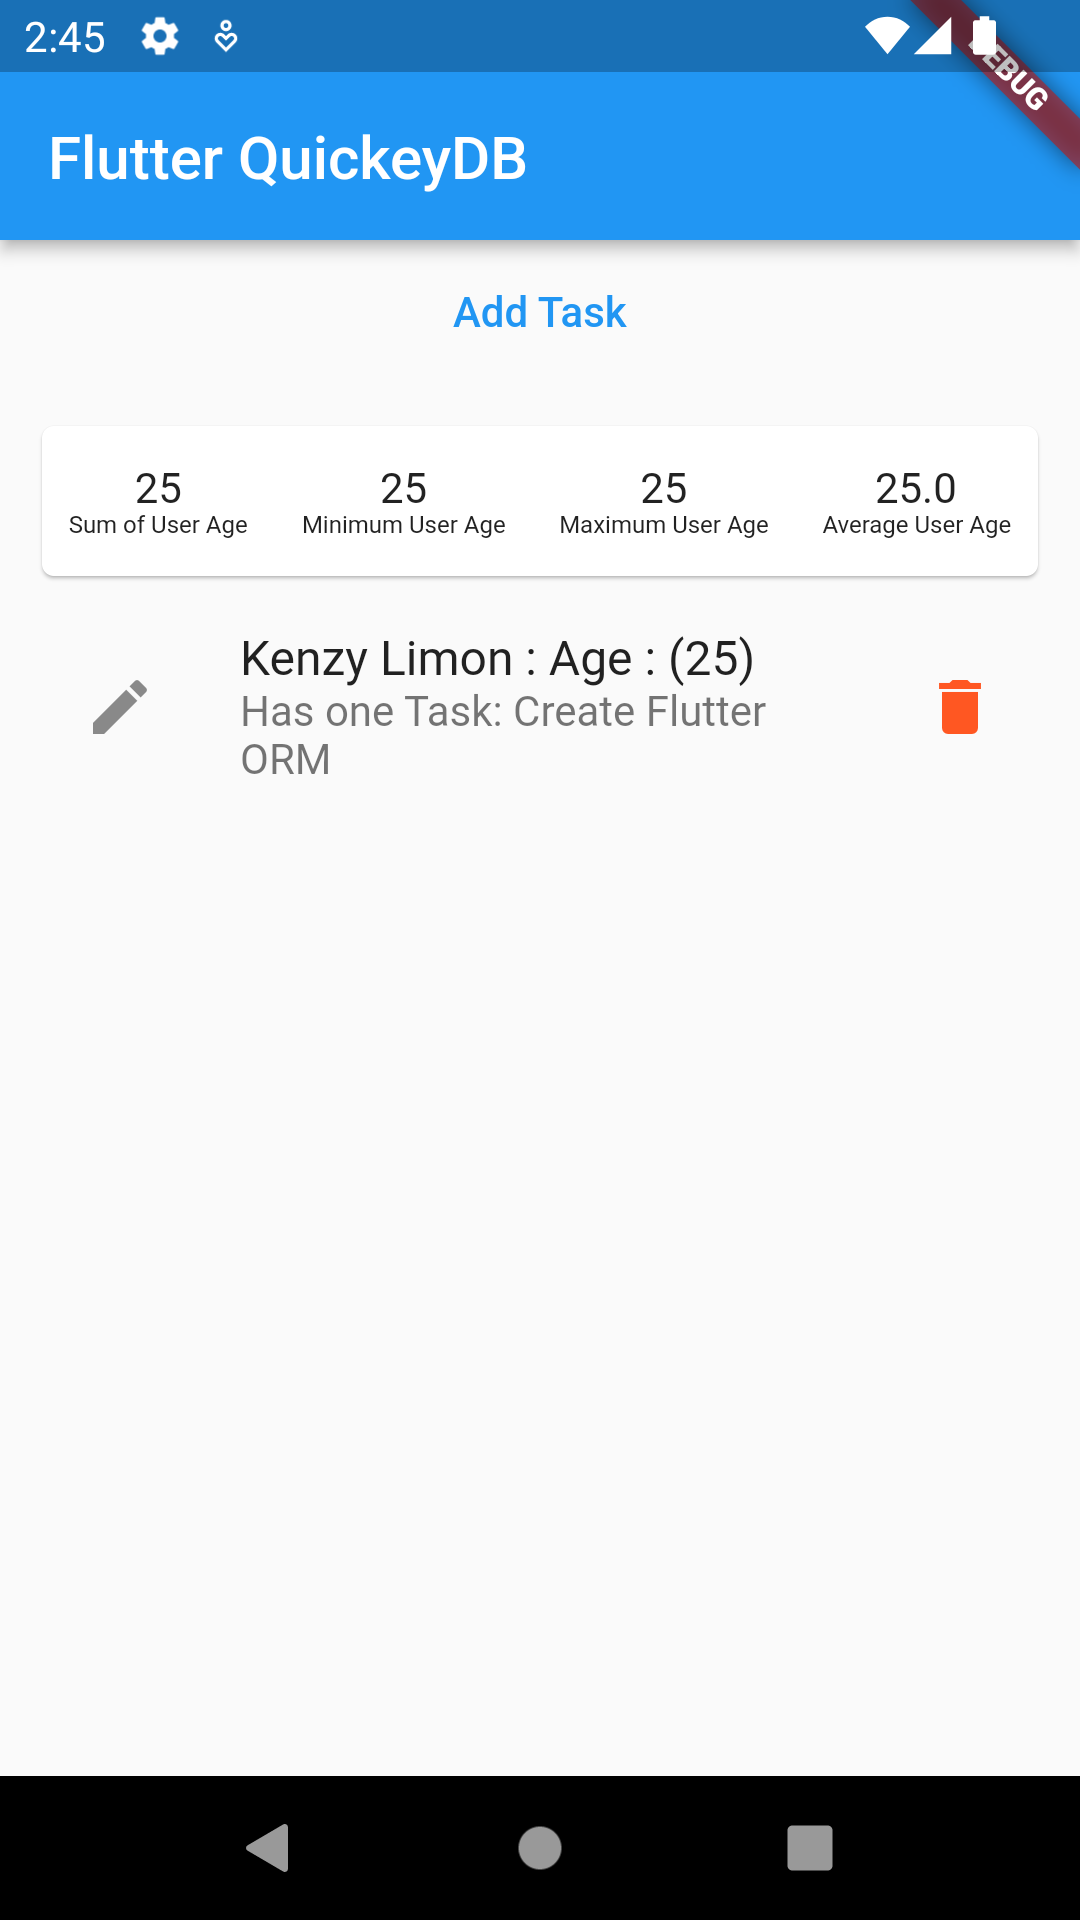 2:45
DEBUG
Flutter QuickeyDB
Add Task
25 25 25 25.0
Sum of User Age Minimum User Age Maximum User Age Average User Age
Kenzy Limon : Age : (25)
Has one Task: Create Flutter
ORM